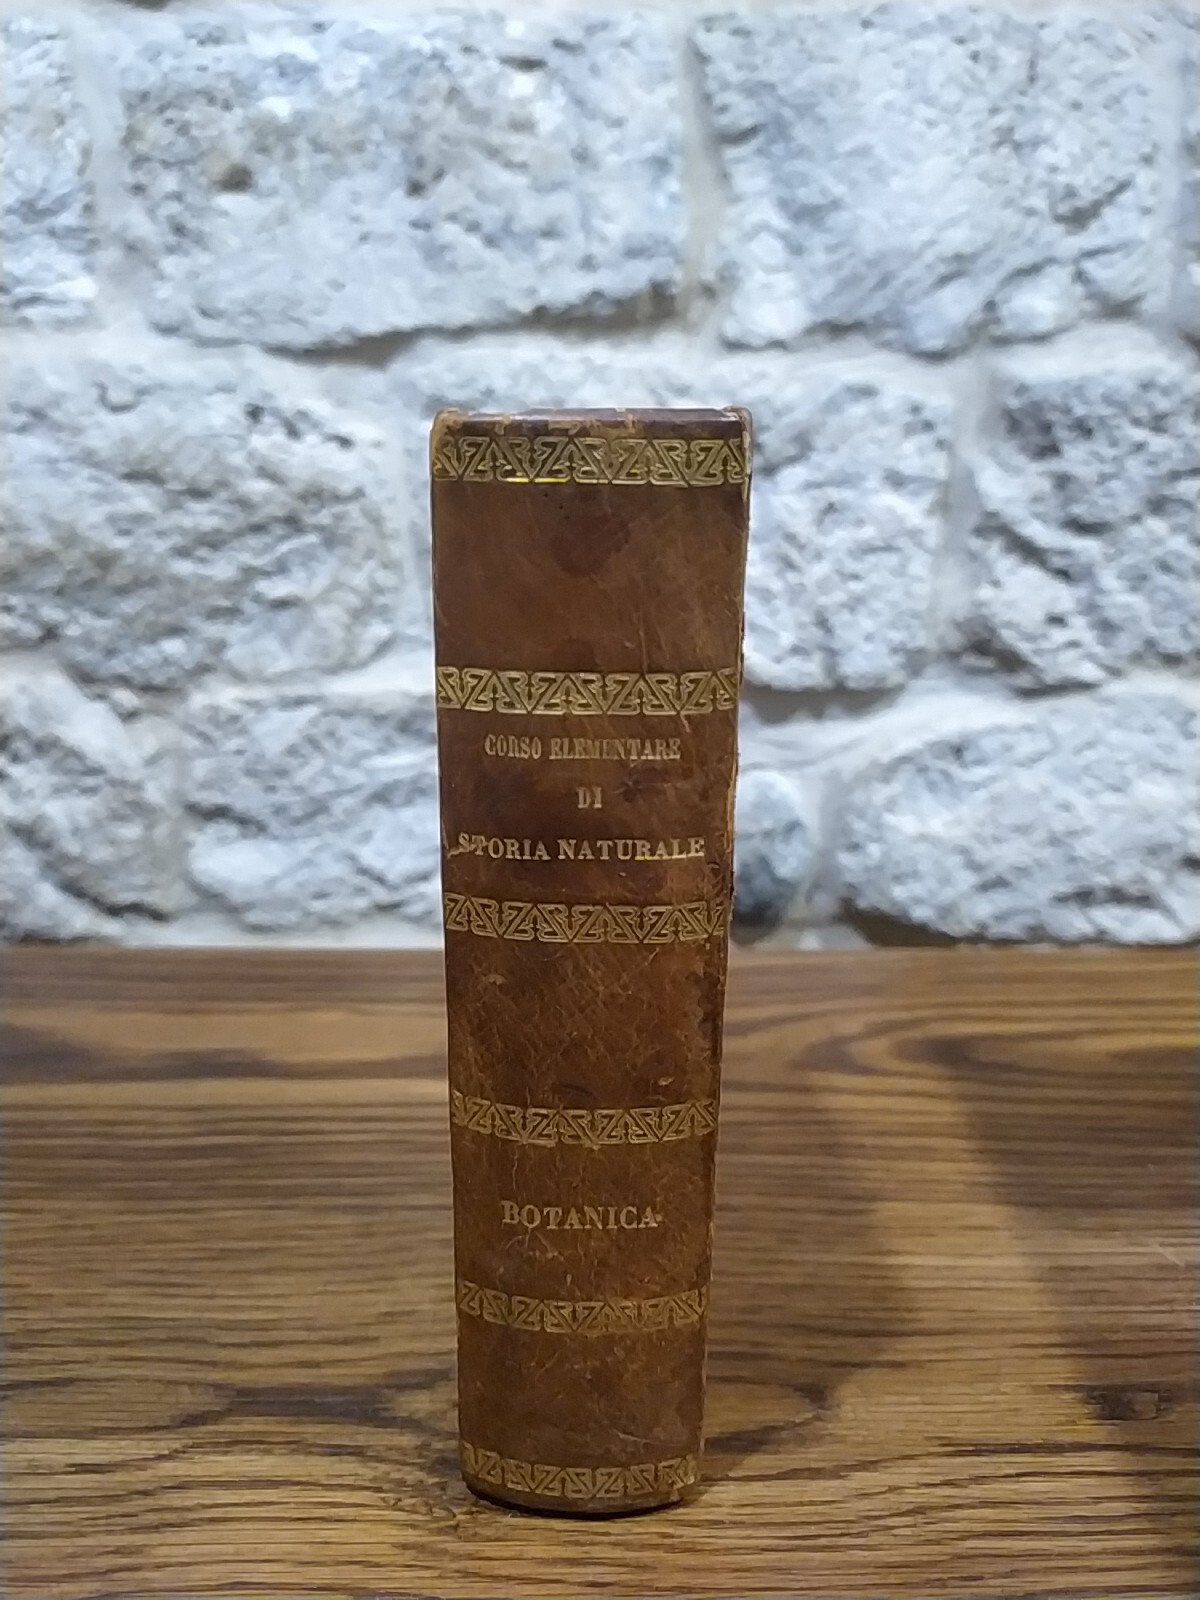 CORSO ELEMENTARE
DI
STORIA NATURALE
BOTANICA